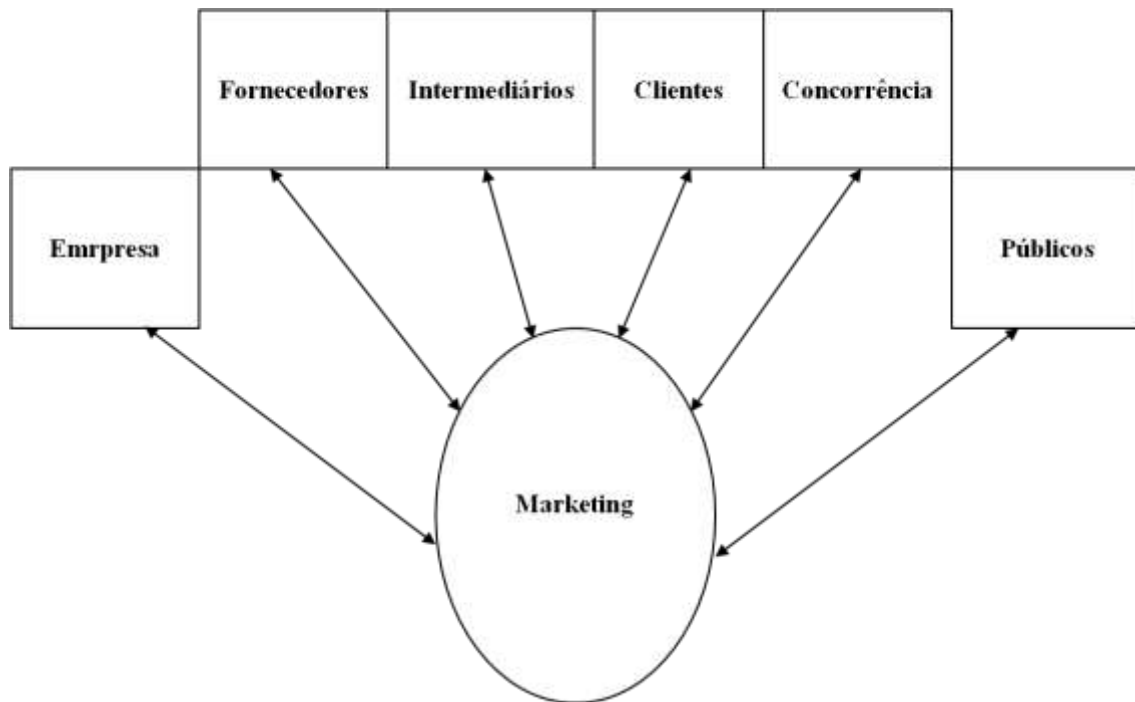 Fornecedores
Intermediários
Clientes
Concorrência
Emrpresa
Públicos
Marketing